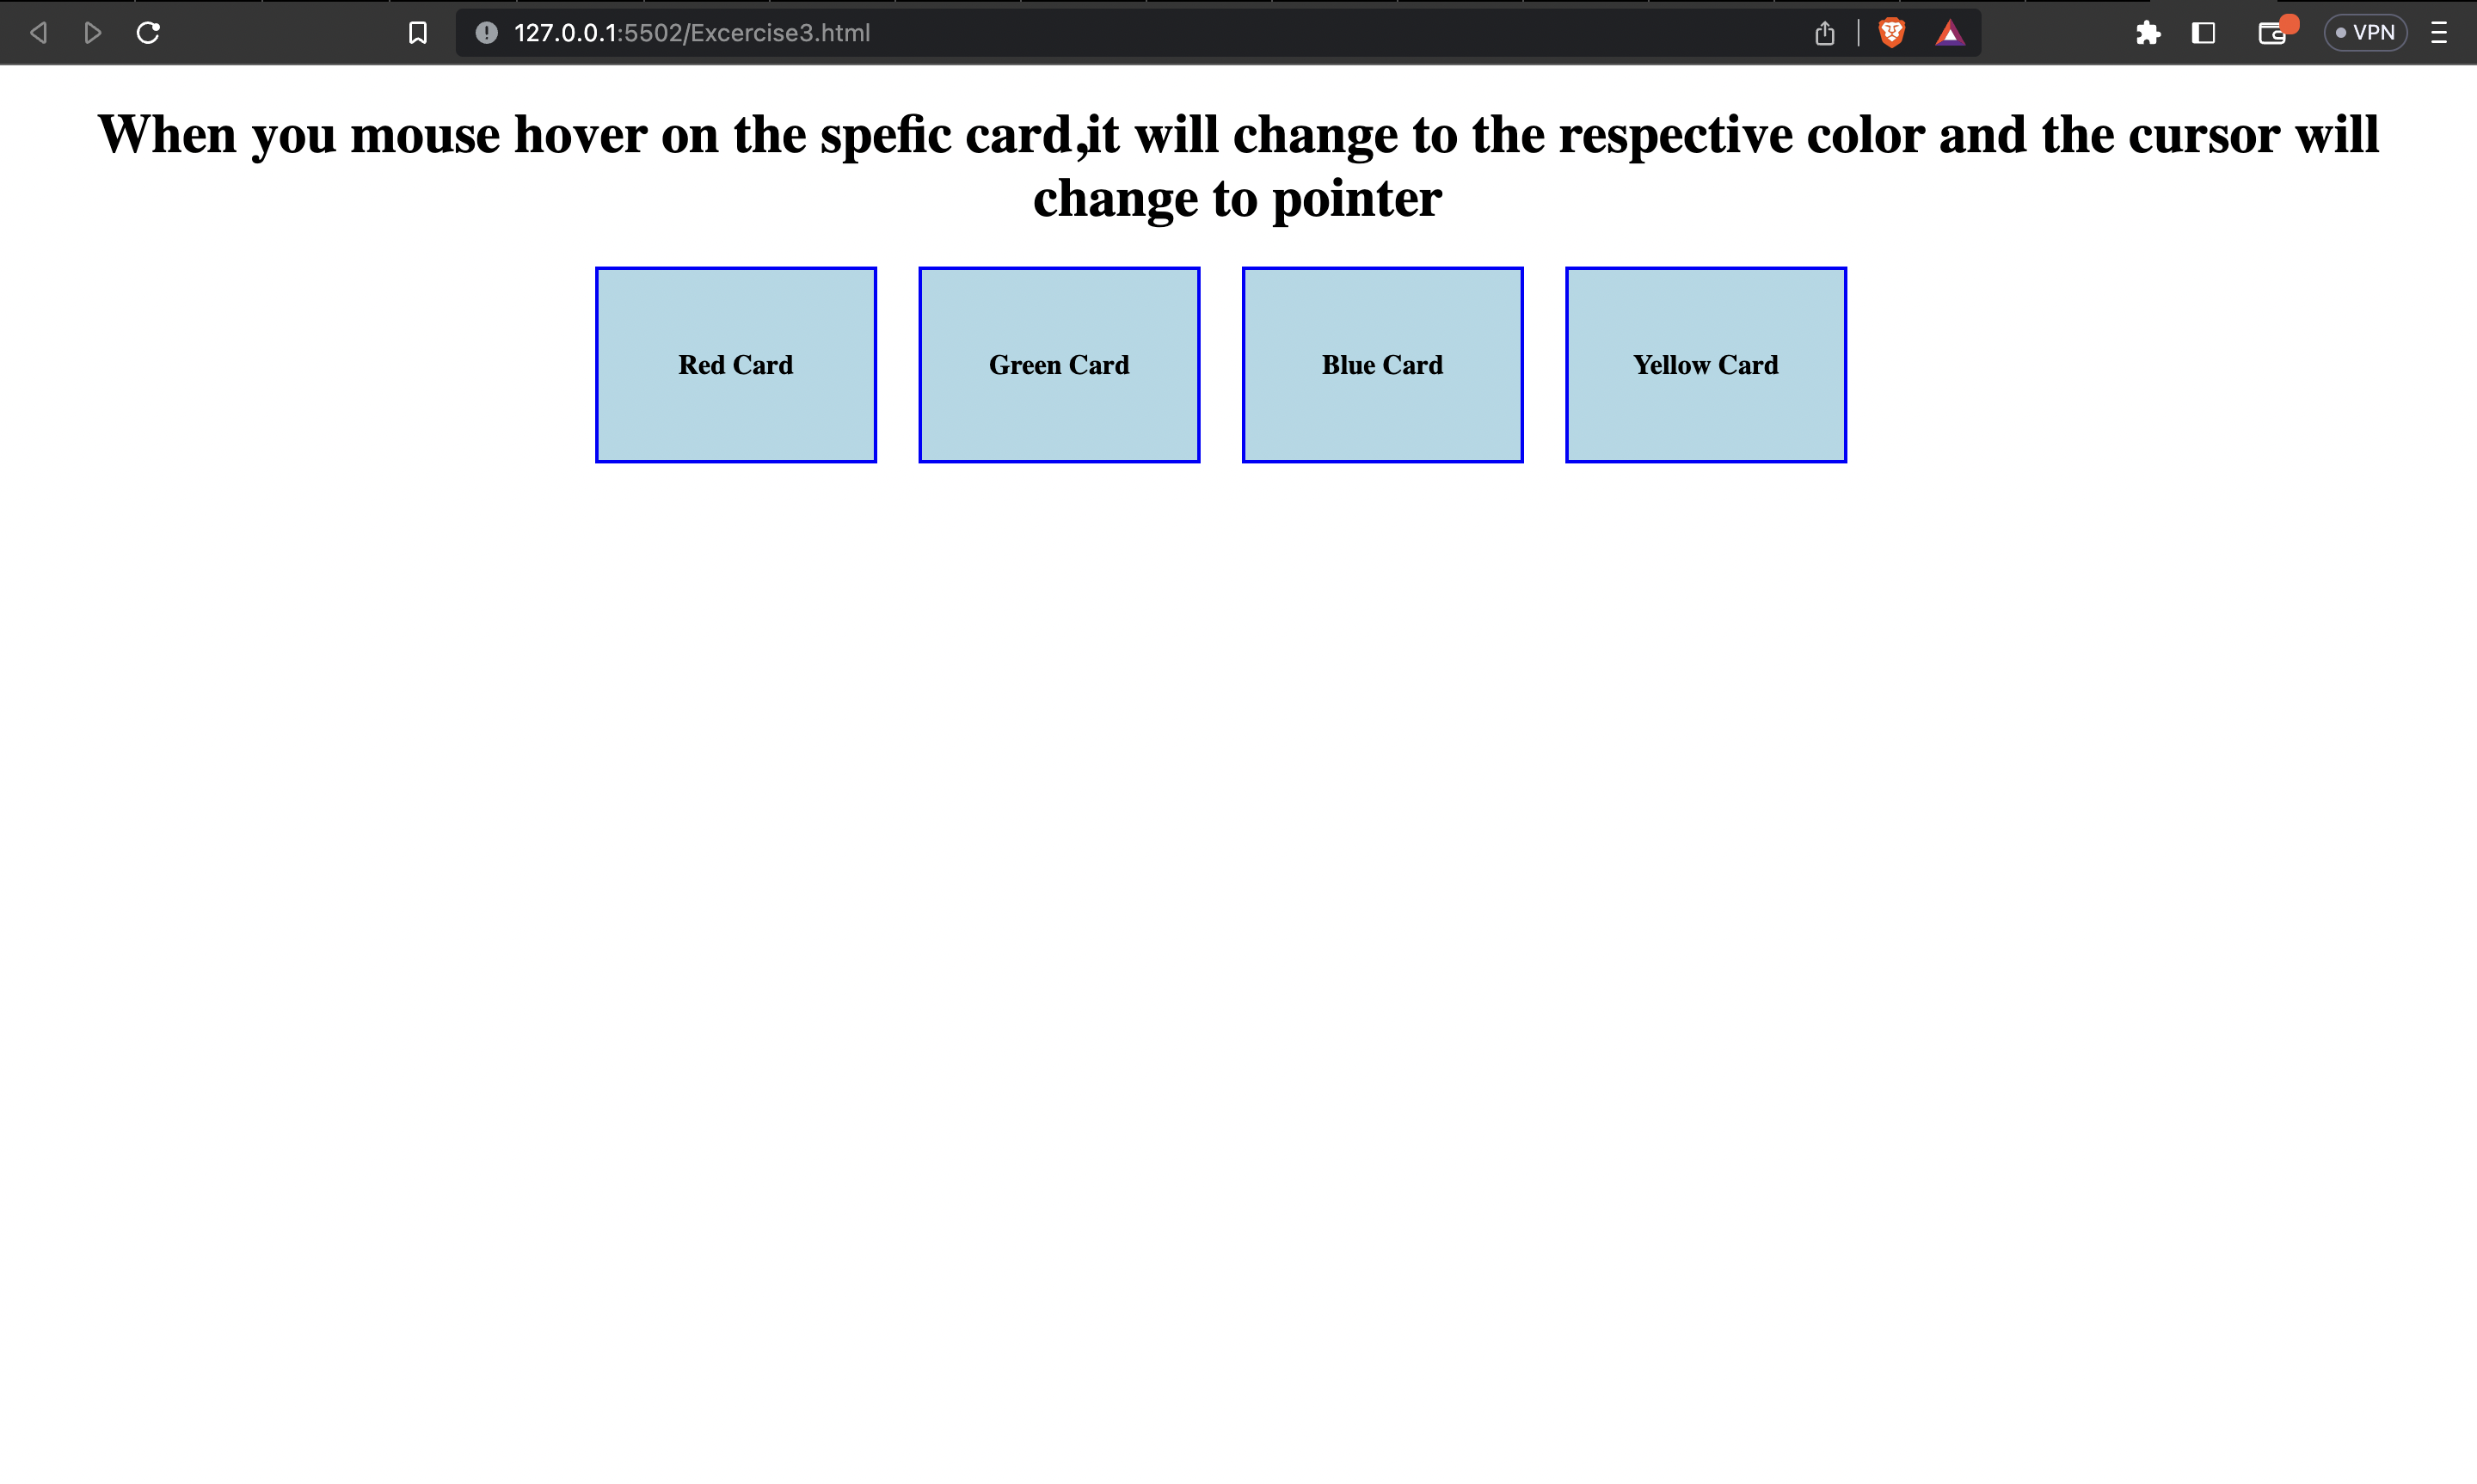 127.0.0.1:5502/Excercise3.html
VPN
When you mouse hover on the spefic card,it will change to the respective color and the cursor will
change to pointer
Red Card
Green Card
Blue Card
Yellow Card